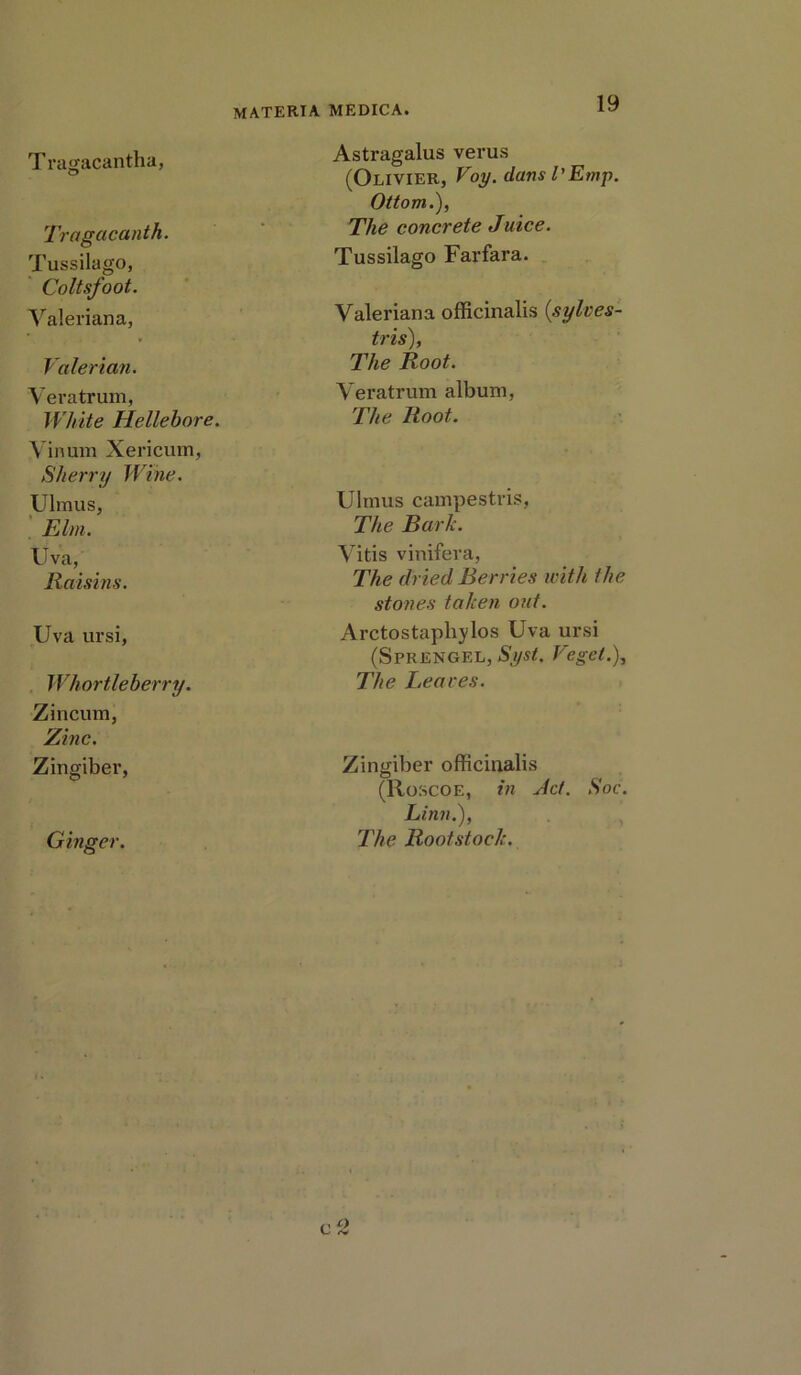 MATERIA MEDICA.
19
Tragacantha,
Tragacanth.
Tussilago,
Coltsfoot.
Valeriana,
Valerian.
Veratrum,
White Hellebore.
Vinum Xericum,
Sherry Wine.
Ulmus,
Elm.
Uva,
Raisins.
Uva ursi,
Whortleberry.
Zincum,
Zinc.
Zingiber,
Ginger.
Astragalus verus
(OLIVIER, Voy. dans l'Emp.
Ottom.),
The concrete Juice.
Tussilago Farfara.
Valeriana officinalis (sylves-
tris),
The Root.
Veratrum album,
The Root.
Ulmus campestris,
The Bark.
Vitis vinifera,
The dried Berries with the
stones taken out.
Arctostaphylos Uva ursi
(SPRENGEL, Syst. Veget.),
The Leaves.
Zingiber officinalis
(ROSCOE, in Act. Soc.
Linn.),
The Rootstock.
c 2